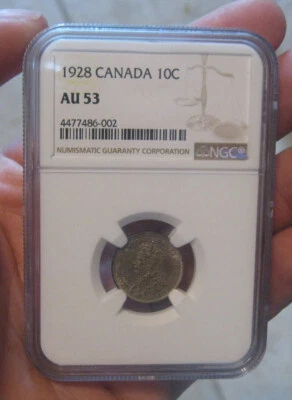 1928 CANADA 10C
AU 53
4477486-002
NUMISMATIC GUARANTY CORPORATION
NGC